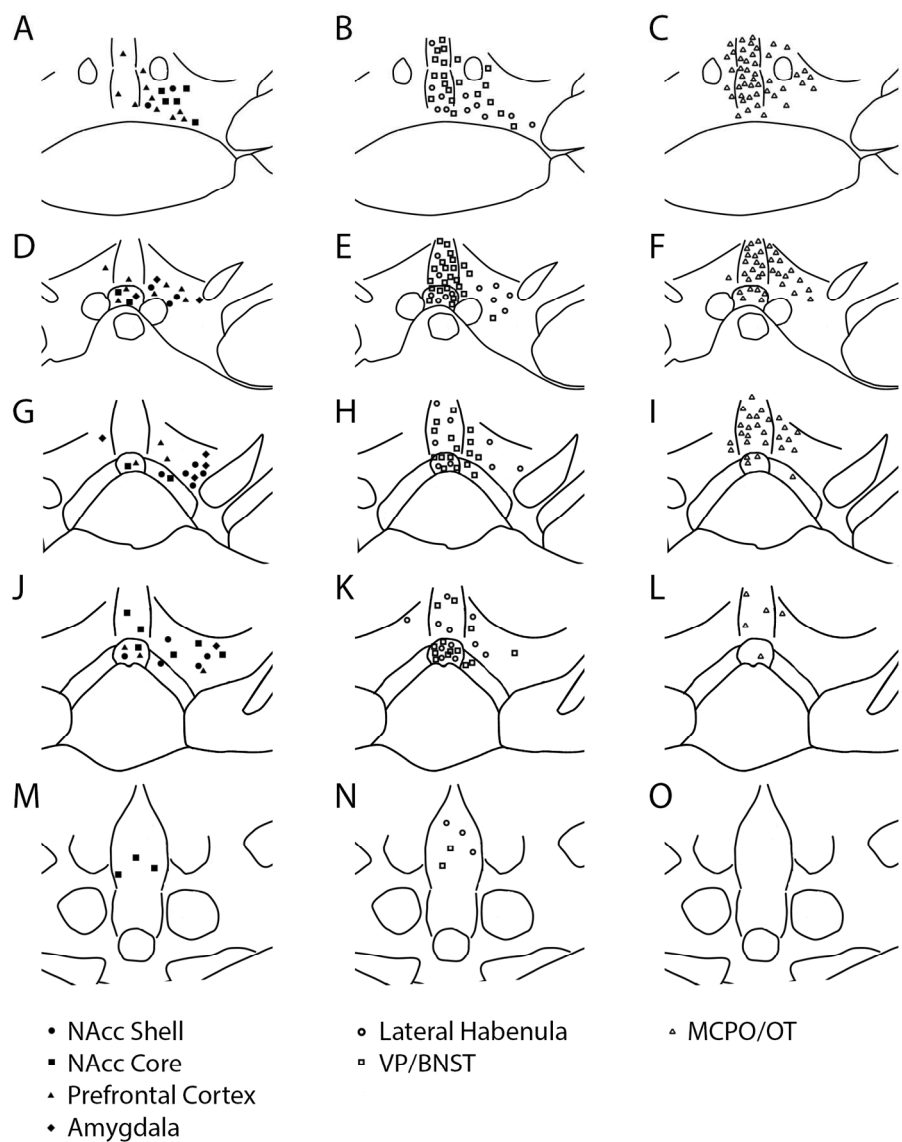 A B C
D E F
G H I
J K L
M N O
NAcc Shell
NAcc Core
Prefrontal Cortex
Amygdala
Lateral Habenula
VP/BNST
MCPO/OT